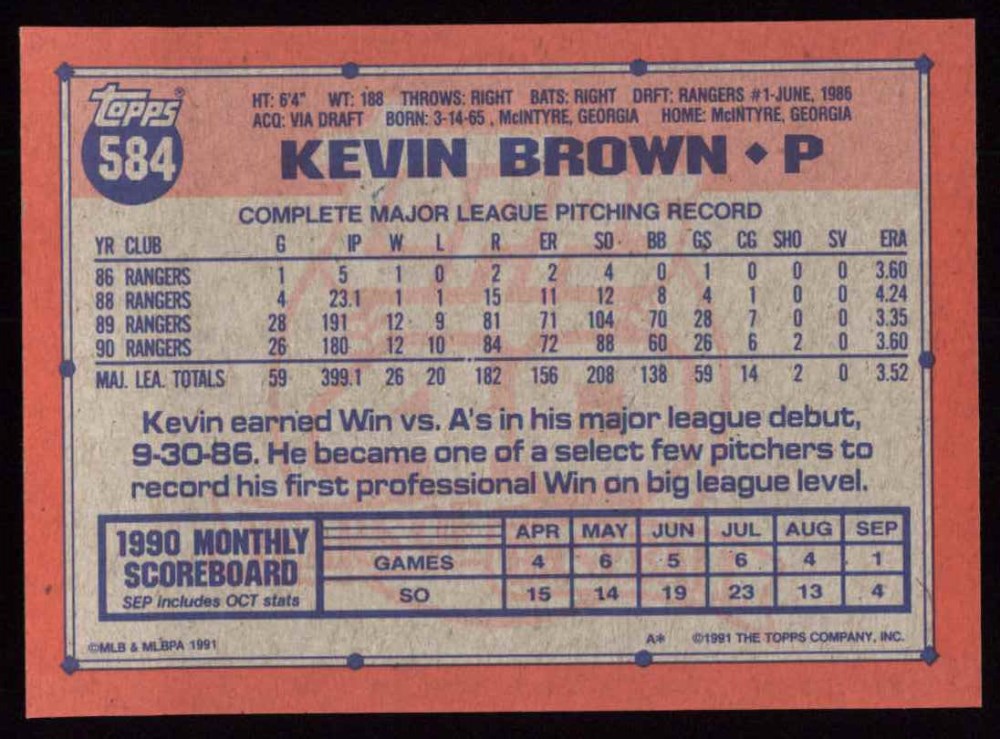 Topps®
584
HT: 6'4" WT: 188 THROWS: RIGHT BATS: RIGHT DRFT: RANGERS #1-JUNE, 1986
ACQ: VIA DRAFT BORN: 3-14-65, McINTYRE, GEORGIA HOME: McINTYRE, GEORGIA
KEVIN BROWN ◆ P
COMPLETE MAJOR LEAGUE PITCHING RECORD
YR CLUB G IP W L R ER SO BB GS CG SHO SV ERA
86 RANGERS 1 5 1 0 2 2 4 0 1 0 0 0 3.60
88 RANGERS 4 23.1 1 1 15 11 12 8 4 1 0 0 4.24
89 RANGERS 28 191 12 9 81 71 104 70 28 7 0 0 3.35
90 RANGERS 26 180 12 10 84 72 88 60 26 6 2 0 3.60
MAJ. LEA. TOTALS 59 399.1 26 20 182 156 208 138 59 14 2 0 3.52
Kevin earned Win vs. A's in his major league debut,
9-30-86. He became one of a select few pitchers to
record his first professional Win on big league level.
1990 MONTHLY
SCOREBOARD
SEP includes OCT stats
APR MAY JUN JUL AUG SEP
GAMES 4 6 5 6 4 1
SO 15 14 19 23 13 4
©MLB & MLBPA 1991
A* ©1991 THE TOPPS COMPANY, INC.